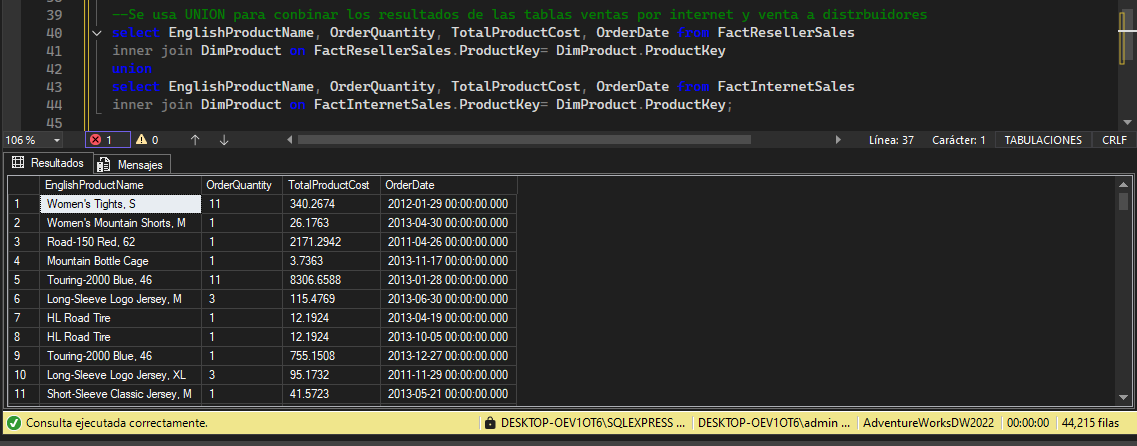 39 --Se usa UNION para conbinar los resultados de las tablas ventas por internet y venta a distrbuidores
40 select EnglishProductName, OrderQuantity, TotalProductCost, OrderDate from FactResellerSales
41 inner join DimProduct on FactResellerSales.ProductKey= DimProduct.ProductKey
42 union
43 select EnglishProductName, OrderQuantity, TotalProductCost, OrderDate from FactInternetSales
44 inner join DimProduct on FactInternetSales.ProductKey= DimProduct.ProductKey;
45
106 % 1 0 Línea: 37 Carácter: 1 TABULACIONES CRLF
Resultados Mensajes
EnglishProductName OrderQuantity TotalProductCost OrderDate
1 Women's Tights, S 11 340.2674 2012-01-29 00:00:00.000
2 Women's Mountain Shorts, M 1 26.1763 2013-04-30 00:00:00.000
3 Road-150 Red, 62 1 2171.2942 2011-04-26 00:00:00.000
4 Mountain Bottle Cage 1 3.7363 2013-11-17 00:00:00.000
5 Touring-2000 Blue, 46 11 8306.6588 2013-01-28 00:00:00.000
6 Long-Sleeve Logo Jersey, M 3 115.4769 2013-06-30 00:00:00.000
7 HL Road Tire 1 12.1924 2013-04-19 00:00:00.000
8 HL Road Tire 1 12.1924 2013-10-05 00:00:00.000
9 Touring-2000 Blue, 46 1 755.1508 2013-12-27 00:00:00.000
10 Long-Sleeve Logo Jersey, XL 3 95.1732 2011-11-29 00:00:00.000
11 Short-Sleeve Classic Jersey, M 1 41.5723 2013-05-21 00:00:00.000
Consulta ejecutada correctamente. DESKTOP-OEV1OT6\SQLEXPRESS ... DESKTOP-OEV1OT6\admin ... AdventureWorksDW2022 00:00:00 44,215 filas